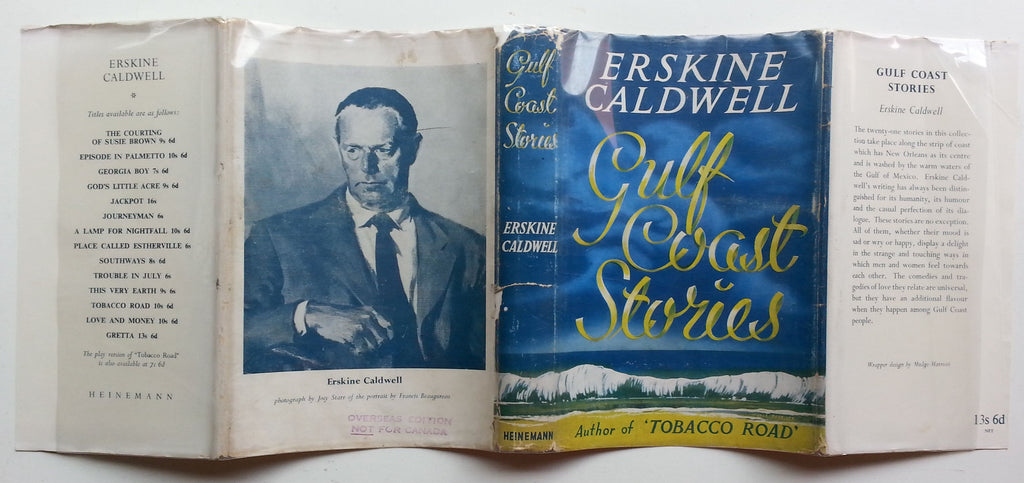 ERSKINE
CALDWELL
*
Titles available are as follows:
THE COURTING
OF SUSIE BROWN 9s 6d
EPISODE IN PALMETTO 10s 6d
GEORGIA BOY 7s 6d
GOD'S LITTLE ACRE 9s 6d
JACKPOT 16s
JOURNEYMAN 6s
A LAMP FOR NIGHTFALL 10s 6d
PLACE CALLED ESTHERVILLE 6s
SOUTHWAYS 8s 6d
TROUBLE IN JULY 6s
THIS VERY EARTH 9s 6s
TOBACCO ROAD 10s 6d
LOVE AND MONEY 10s 6d
GRETTA 13s 6d
The play version of 'Tobacco Road'
is also available at 7s 6d
HEINEMANN
Erskine Caldwell
photograph by Joey Stare of the portrait by Francis
OVERSEAS EDITION
NOT FOR CANADA
Gulf
Coast
Stories
ERSKINE
CALDWELL
HEINEMANN
ERSKINE
CALDWELL
Gulf
Coast
Stories
Author of 'TOBACCO ROAD'
GULF COAST
STORIES
Erskine Caldwell
The twenty-one stories in this collec-
tion take place along the strip of coast
which has New Orleans as its centre
and is washed by the warm waters of
the Gulf of Mexico. Erskine Cald-
well's writing has always been distin-
guished for its humanity, its humour
and the casual perfection of its dia-
logue. These stories are no exception.
All of them, whether their mood is
sad or wry or happy, display a delight
in the strange and touching ways in
which men and women feel towards
each other. The comedies and tra-
gedies of love they relate are universal,
but they have an additional flavour
when they happen among Gulf Coast
people.
Wrapper design by
13s 6d
NET